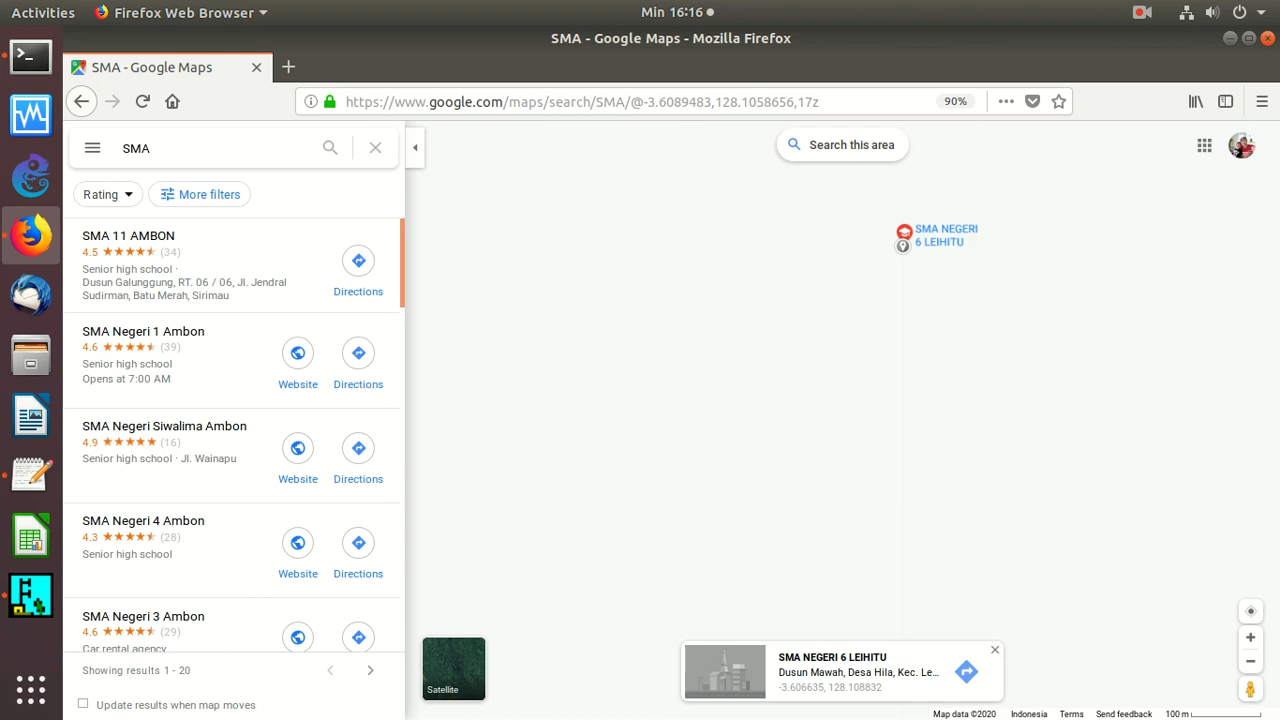 Activities
Firefox Web Browser
Min 16:16
SMA - Google Maps - Mozilla Firefox
SMA - Google Maps
https://www.google.com/maps/search/SMA/@-3.6089483,128.1058656,17z
90%
SMA
Search this area
Rating
More filters
SMA NEGERI
6 LEIHITU
SMA 11 AMBON
4.5
(34)
Senior high school ·
Dusun Galunggung, RT. 06 / 06, Jl. Jendral
Sudirman, Batu Merah, Sirimau
Directions
SMA Negeri 1 Ambon
4.6
(39)
Senior high school
Opens at 7:00 AM
Website
Directions
SMA Negeri Siwalima Ambon
4.9
(16)
Senior high school · Jl. Wainapu
Website
Directions
SMA Negeri 4 Ambon
4.3
(28)
Senior high school
Website
Directions
SMA Negeri 3 Ambon
4.6
(29)
Car rental agency
Showing results 1 - 20
Update results when map moves
Satellite
SMA NEGERI 6 LEIHITU
Dusun Mawah, Desa Hila, Kec. Le...
-3.606635, 128.108832
Map data ©2020
Indonesia
Terms
Send feedback
100 m